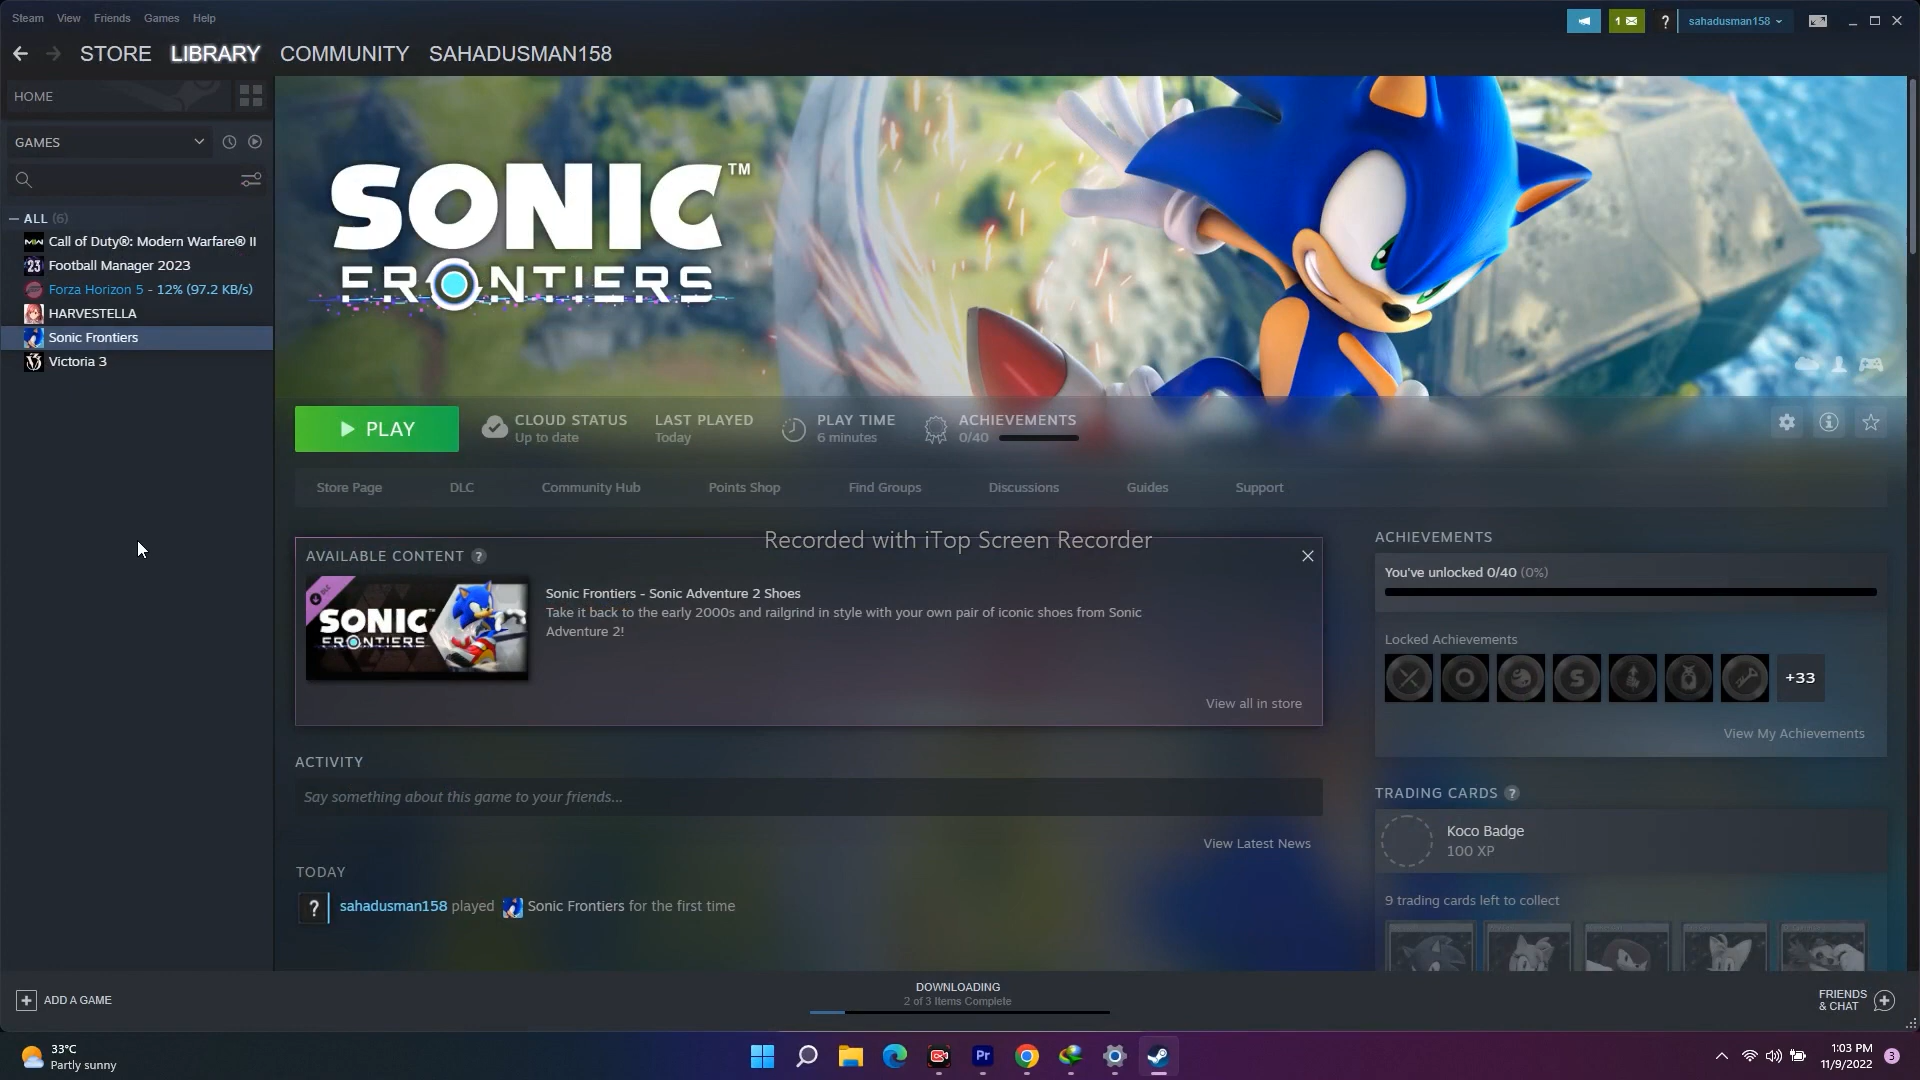 Steam View Friends Games Help
1 ? sahadusman158
STORE LIBRARY COMMUNITY SAHADUSMAN158
HOME
GAMES
ALL (6)
Call of Duty®: Modern Warfare® II
Football Manager 2023
Forza Horizon 5 - 12% (97.2 KB/s)
HARVESTELLA
Sonic Frontiers
Victoria 3
SONIC™
FRONTIERS
PLAY
CLOUD STATUS
Up to date
LAST PLAYED
Today
PLAY TIME
6 minutes
ACHIEVEMENTS
0/40
Store Page DLC Community Hub Points Shop Find Groups Discussions Guides Support
Recorded with iTop Screen Recorder
AVAILABLE CONTENT ?
DLC
SONIC
FRONTIERS
Sonic Frontiers - Sonic Adventure 2 Shoes
Take it back to the early 2000s and railgrind in style with your own pair of iconic shoes from Sonic
Adventure 2!
View all in store
ACTIVITY
Say something about this game to your friends...
View Latest News
TODAY
? sahadusman158 played Sonic Frontiers for the first time
ACHIEVEMENTS
You've unlocked 0/40 (0%)
Locked Achievements
+33
View My Achievements
TRADING CARDS ?
Koco Badge
100 XP
9 trading cards left to collect
ADD A GAME
DOWNLOADING
2 of 3 Items Complete
FRIENDS
& CHAT
33°C
Partly sunny
Pr
1:03 PM
11/9/2022
3